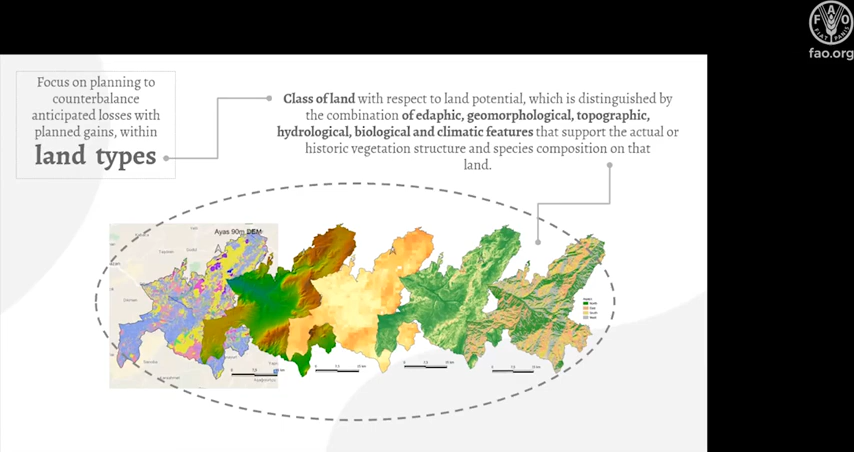 F A O
FIAT PANIS
fao.org
Focus on planning to
counterbalance
anticipated losses with
planned gains, within
land types
Class of land with respect to land potential, which is distinguished by
the combination of edaphic, geomorphological, topographic,
hydrological, biological and climatic features that support the actual or
historic vegetation structure and species composition on that
land.
Ayas 90m DEM